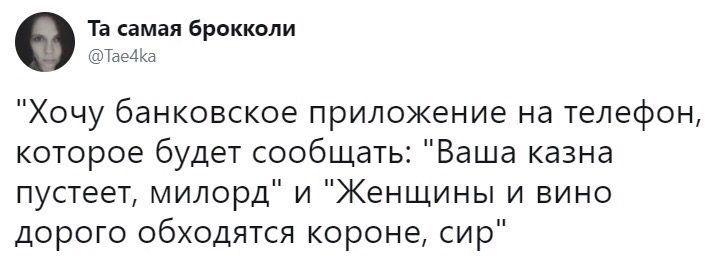 Та самая брокколи
@Tae4ka
"Хочу банковское приложение на телефон,
которое будет сообщать: "Ваша казна
пустеет, милорд" и "Женщины и вино
дорого обходятся короне, сир"